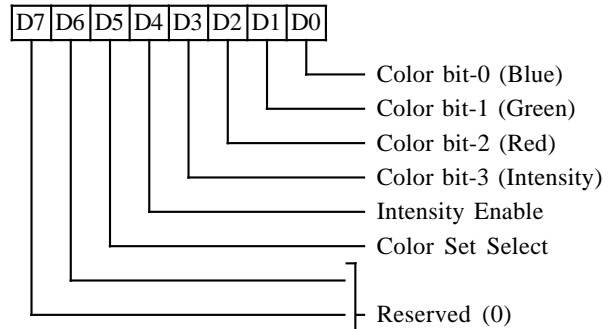 D7 D6 D5 D4 D3 D2 D1 D0
Color bit-0 (Blue)
Color bit-1 (Green)
Color bit-2 (Red)
Color bit-3 (Intensity)
Intensity Enable
Color Set Select
Reserved (0)